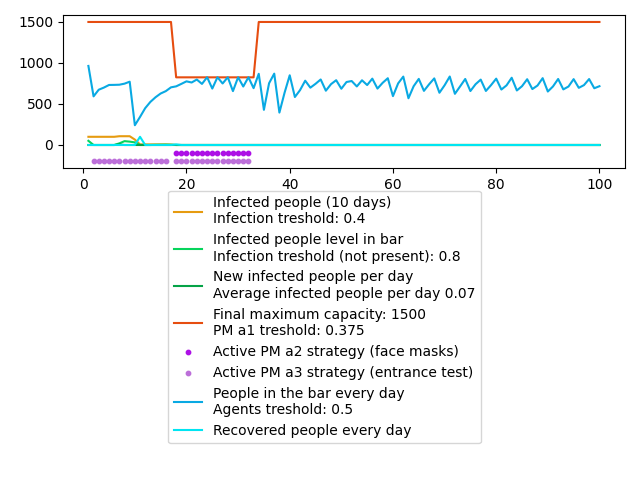 1500
1000
500
0
0 20 40 60 80 100
Infected people (10 days)
Infection treshold: 0.4
Infected people level in bar
Infection treshold (not present): 0.8
New infected people per day
Average infected people per day 0.07
Final maximum capacity: 1500
PM a1 treshold: 0.375
Active PM a2 strategy (face masks)
Active PM a3 strategy (entrance test)
People in the bar every day
Agents treshold: 0.5
Recovered people every day